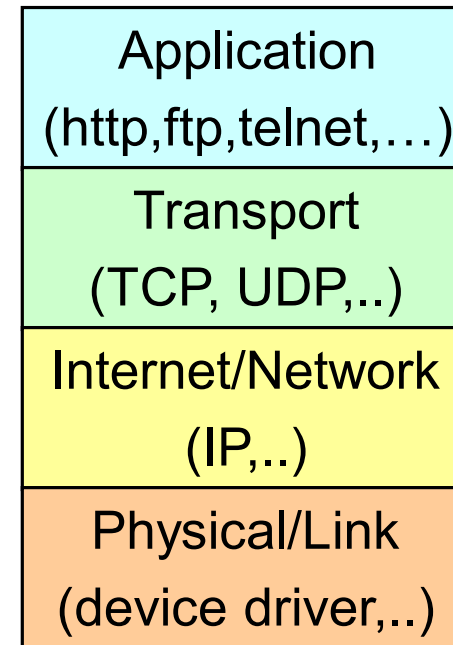 Application
(http,ftp,telnet,…)
Transport
(TCP, UDP,..)
Internet/Network
(IP,..)
Physical/Link
(device driver,..)